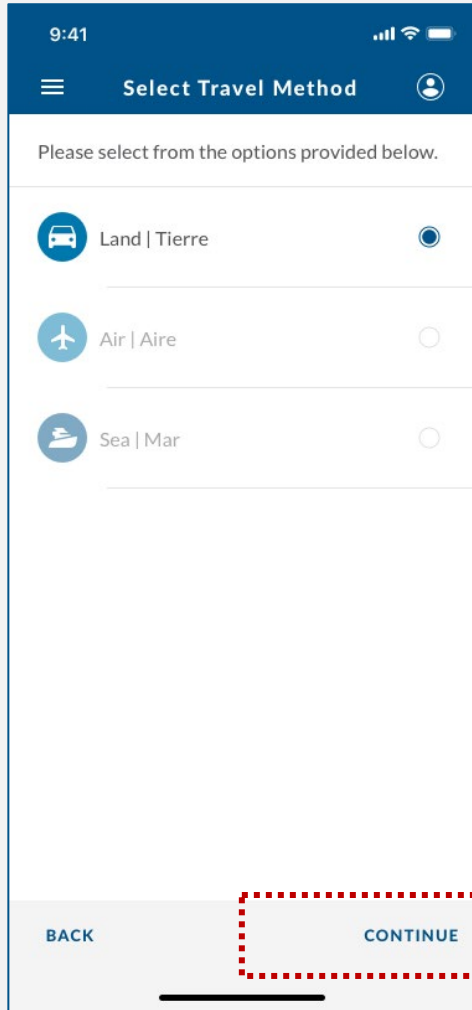 9:41
Select Travel Method
Please select from the options provided below.
Land | Tierre
Air | Aire
Sea | Mar
BACK
CONTINUE